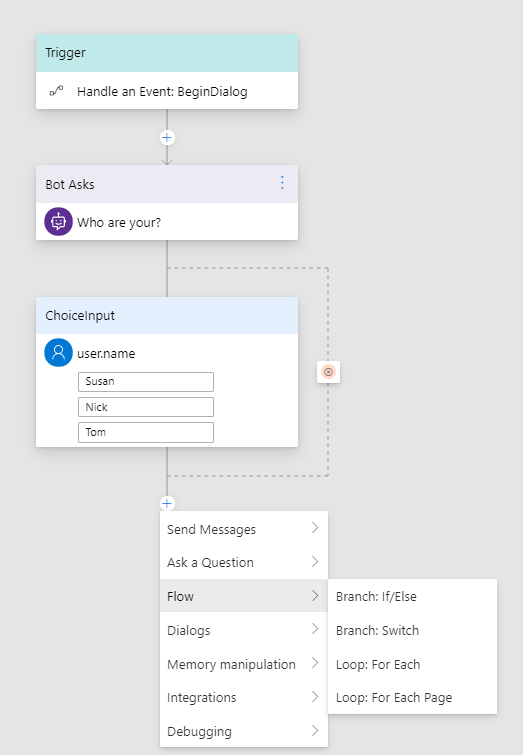 Trigger
Handle an Event: BeginDialog
Bot Asks
Who are your?
ChoiceInput
user.name
Susan
Nick
Tom
Send Messages
Ask a Question
Flow
Dialogs
Memory manipulation
Integrations
Debugging
Branch: If/Else
Branch: Switch
Loop: For Each
Loop: For Each Page